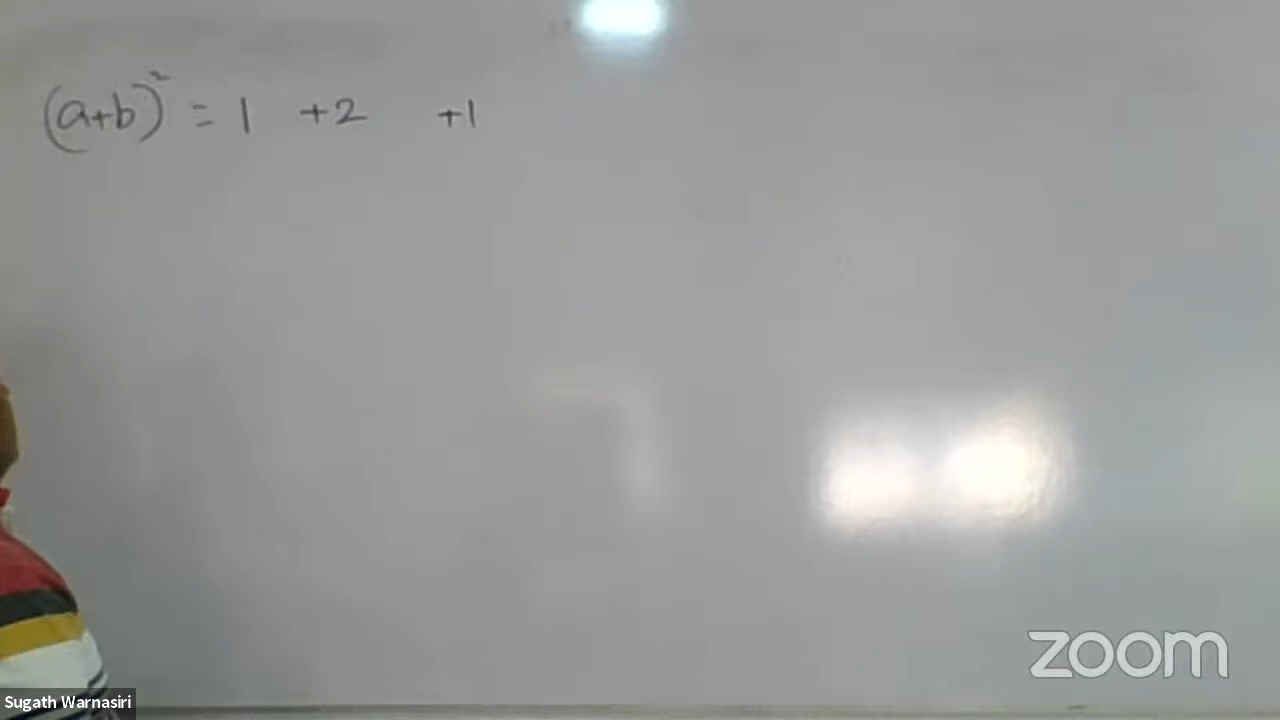 (a+b)² = 1 +2 +1
zoom
Sugath Warnasiri